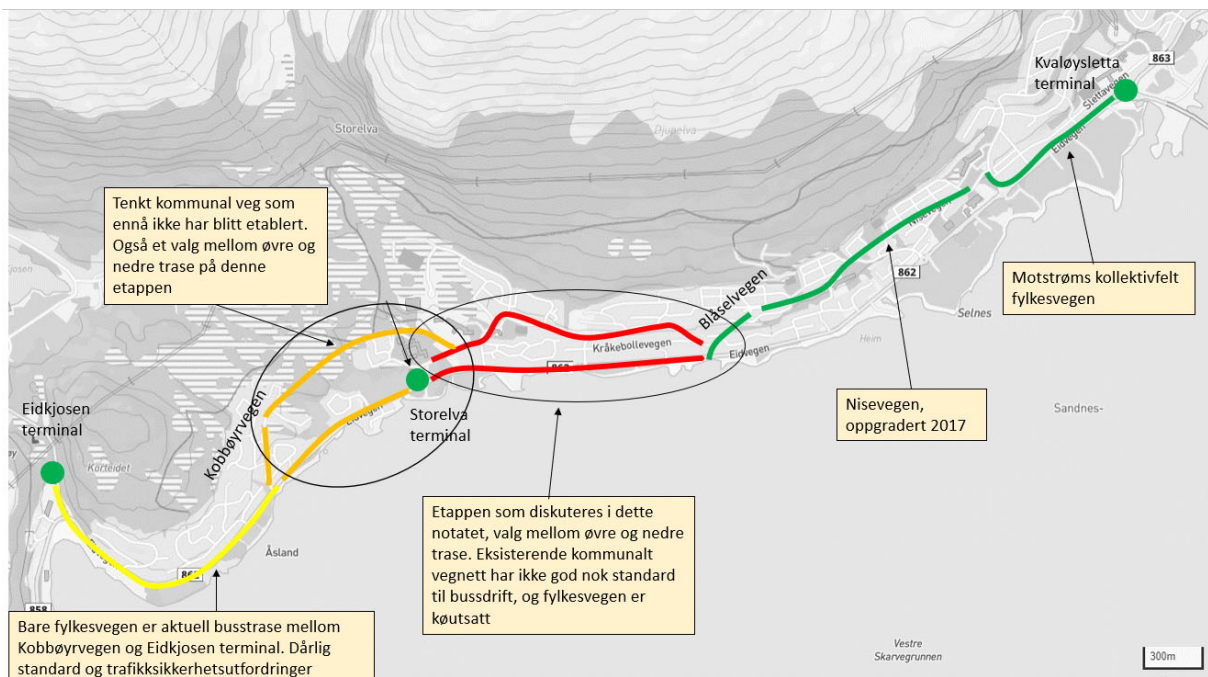 Kvaløysletta
terminal
863
Slettavegen
Eidvegen
Storelva
Djupelva
Tenkt kommunal veg som
ennå ikke har blitt etablert.
Også et valg mellom øvre og
nedre trase på denne
etappen
Nisevegen
862
Motstrøms kollektivfelt
fylkesvegen
Blåselvegen
Selnes
Kråkebollevegen
Eidvegen
Heim
862
Eidkjosen
terminal
Kobbøyrvegen
Eidvegen
Storelva
terminal
Nisevegen,
oppgradert 2017
Sandnes-
Korteidet
Etappen som diskuteres i dette
notatet, valg mellom øvre og nedre
trase. Eksisterende kommunalt
vegnett har ikke god nok standard
til bussdrift, og fylkesvegen er
køutsatt
Åsland
862
858
Bare fylkesvegen er aktuell busstrase mellom
Kobbøyrvegen og Eidkjosen terminal. Dårlig
standard og trafikksikkerhetsutfordringer
Vestre
Skarvegrunnen
300m